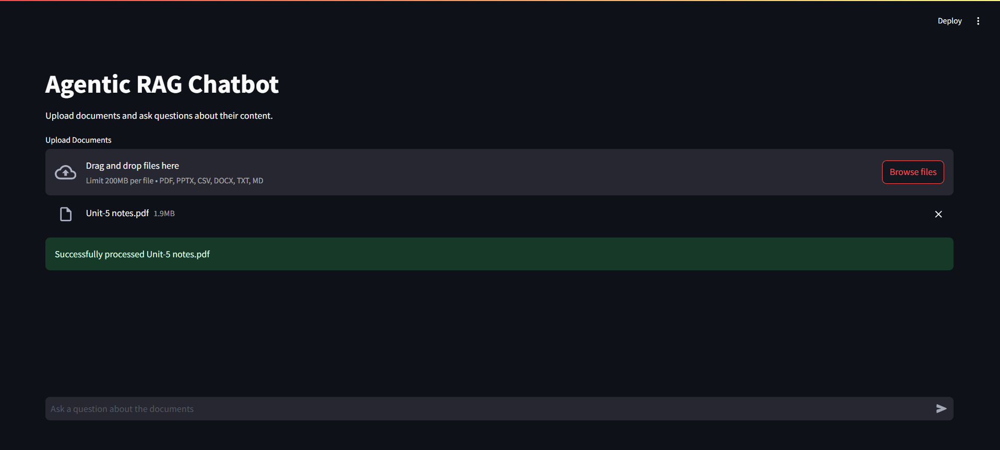 Deploy
Agentic RAG Chatbot
Upload documents and ask questions about their content.
Upload Documents
Drag and drop files here
Limit 200MB per file • PDF, PPTX, CSV, DOCX, TXT, MD
Browse files
Unit-5 notes.pdf 1.9MB
Successfully processed Unit-5 notes.pdf
Ask a question about the documents